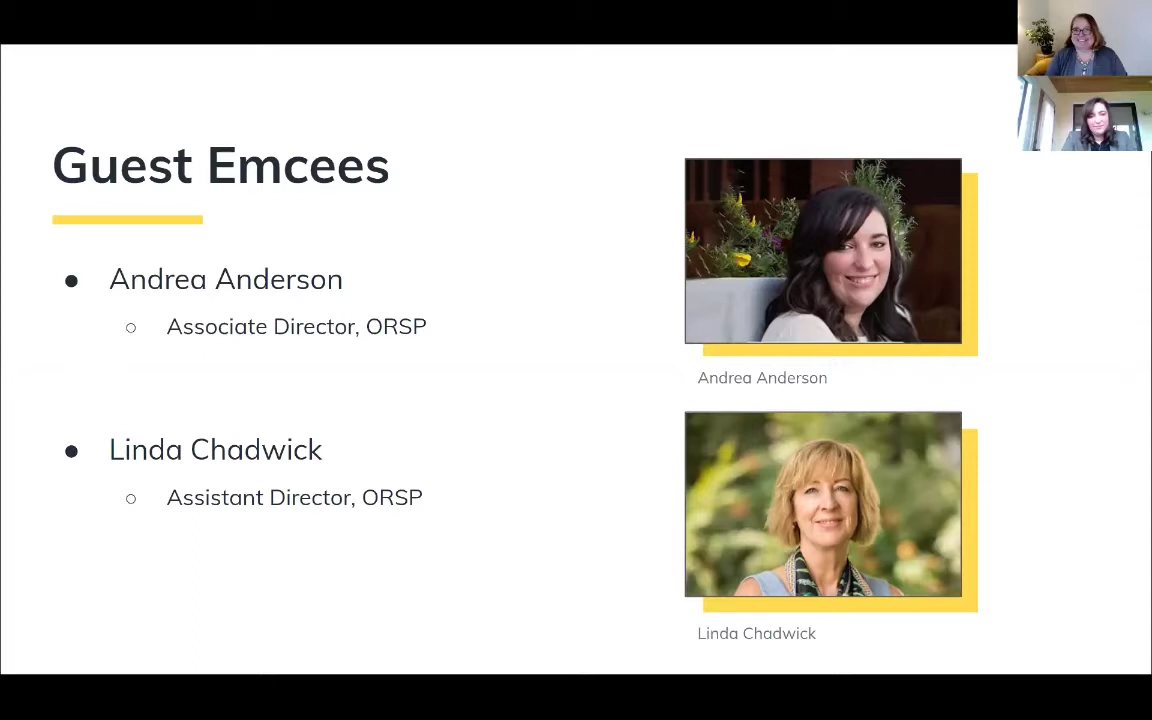 Guest Emcees
● Andrea Anderson
○ Associate Director, ORSP
● Linda Chadwick
○ Assistant Director, ORSP
Andrea Anderson
Linda Chadwick